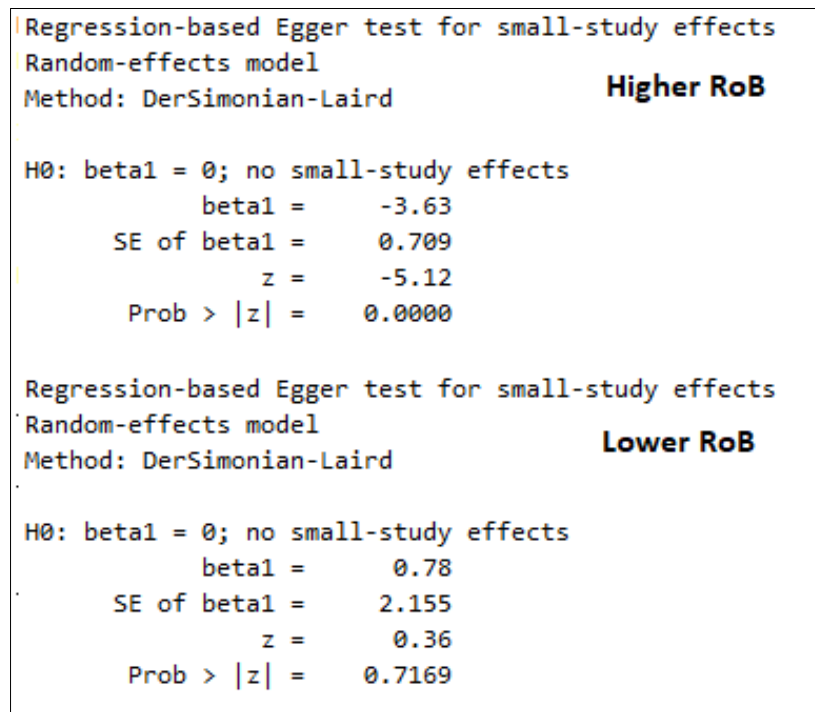 Regression-based Egger test for small-study effects
Random-effects model
Higher RoB
Method: DerSimonian-Laird
H0: beta1 = 0; no small-study effects
beta1 = -3.63
SE of beta1 = 0.709
z = -5.12
Prob > |z| = 0.0000
Regression-based Egger test for small-study effects
Random-effects model
Lower RoB
Method: DerSimonian-Laird
H0: beta1 = 0; no small-study effects
beta1 = 0.78
SE of beta1 = 2.155
z = 0.36
Prob > |z| = 0.7169